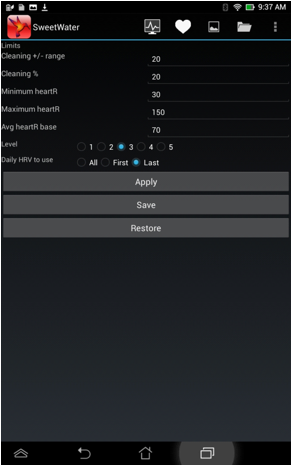 9:37 AM
SweetWater
Limits
Cleaning +/- range 20
Cleaning % 20
Minimum heartR 30
Maximum heartR 150
Avg heartR base 70
Level 1 2 3 4 5
Daily HRV to use All First Last
Apply
Save
Restore